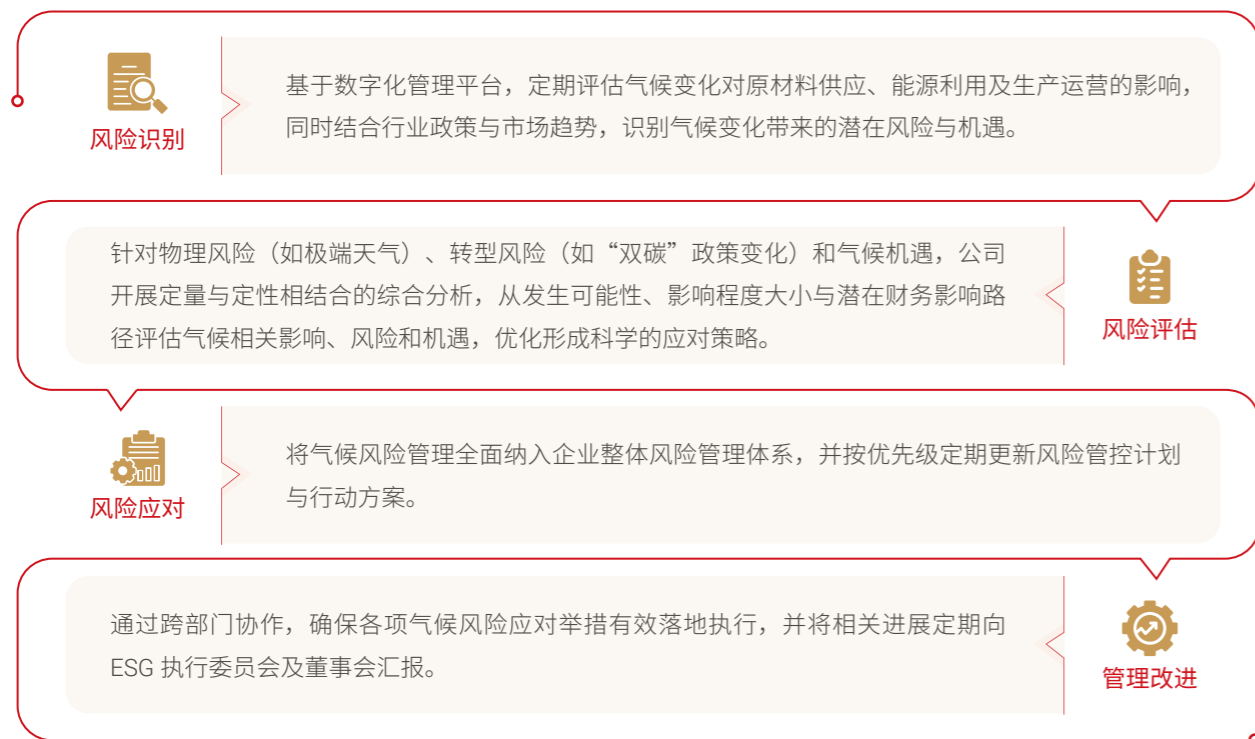 风险识别
基于数字化管理平台，定期评估气候变化对原材料供应、能源利用及生产运营的影响，
同时结合行业政策与市场趋势，识别气候变化带来的潜在风险与机遇。
针对物理风险（如极端天气）、转型风险（如“双碳”政策变化）和气候机遇，公司
开展定量与定性相结合的综合分析，从发生可能性、影响程度大小与潜在财务影响路
径评估气候相关影响、风险和机遇，优化形成科学的应对策略。
风险评估
风险应对
将气候风险管理全面纳入企业整体风险管理体系，并按优先级定期更新风险管控计划
与行动方案。
通过跨部门协作，确保各项气候风险应对举措有效落地执行，并将相关进展定期向
ESG 执行委员会及董事会汇报。
管理改进